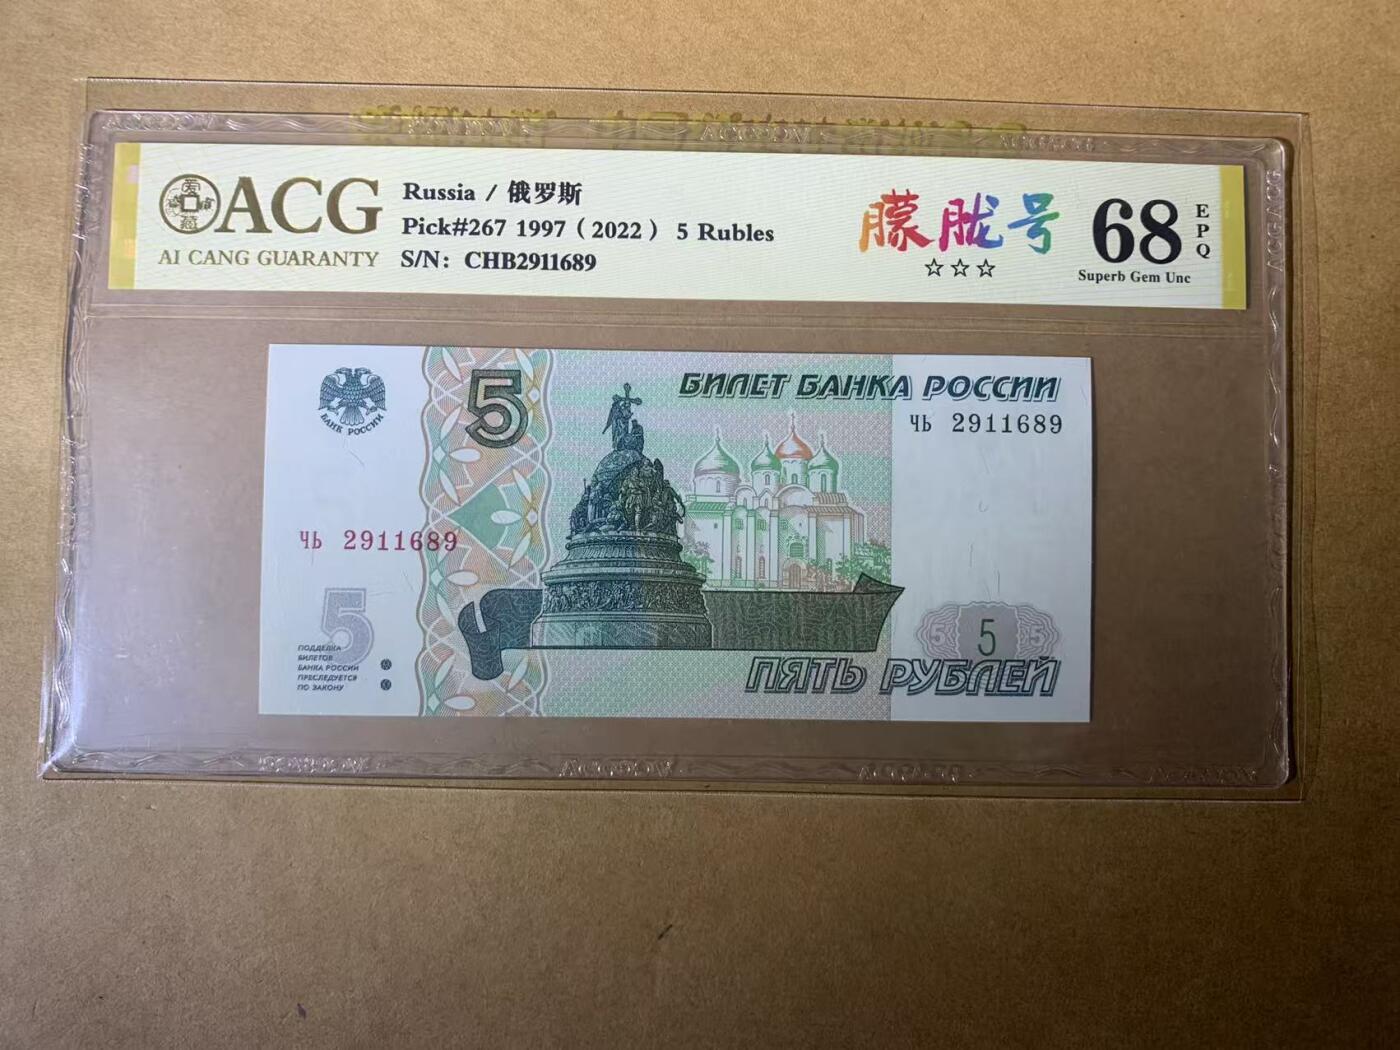 ACG
AI CANG GUARANTY
Russia / 俄罗斯
Pick#267 1997（2022） 5 Rubles
S/N: CHB2911689
朦胧号
☆☆☆
68
EPQ
Superb Gem Unc
БАНК РОССИИ
5
БИЛЕТ БАНКА РОССИИ
ЧЬ 2911689
ЧЬ 2911689
5
ПОДДЕЛКА
БИЛЕТОВ
БАНКА РОССИИ
ПРЕСЛЕДУЕТСЯ
ПО ЗАКОНУ
5 5 5
ПЯТЬ РУБЛЕЙ